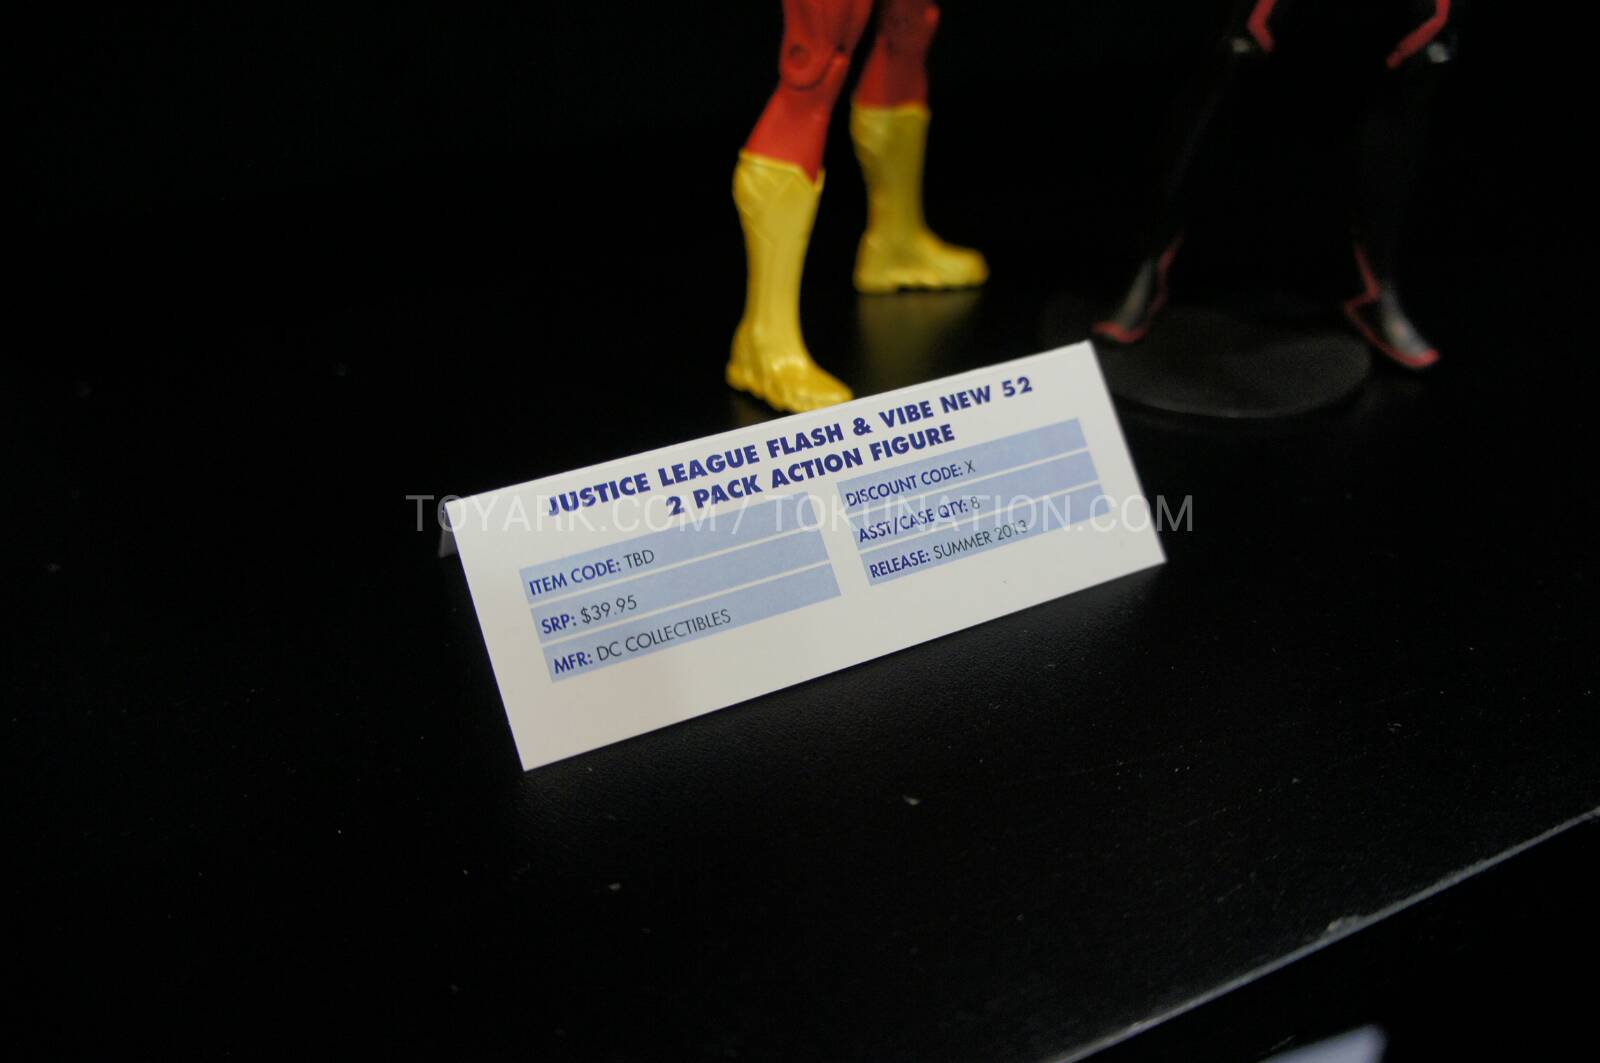 JUSTICE LEAGUE FLASH & VIBE NEW 52
2 PACK ACTION FIGURE
ITEM CODE: TBD
SRP: $39.95
MFR: DC COLLECTIBLES
DISCOUNT CODE: X
ASST/CASE QTY: 8
RELEASE: SUMMER 2013
TOYARK.COM / TOKUNATION.COM